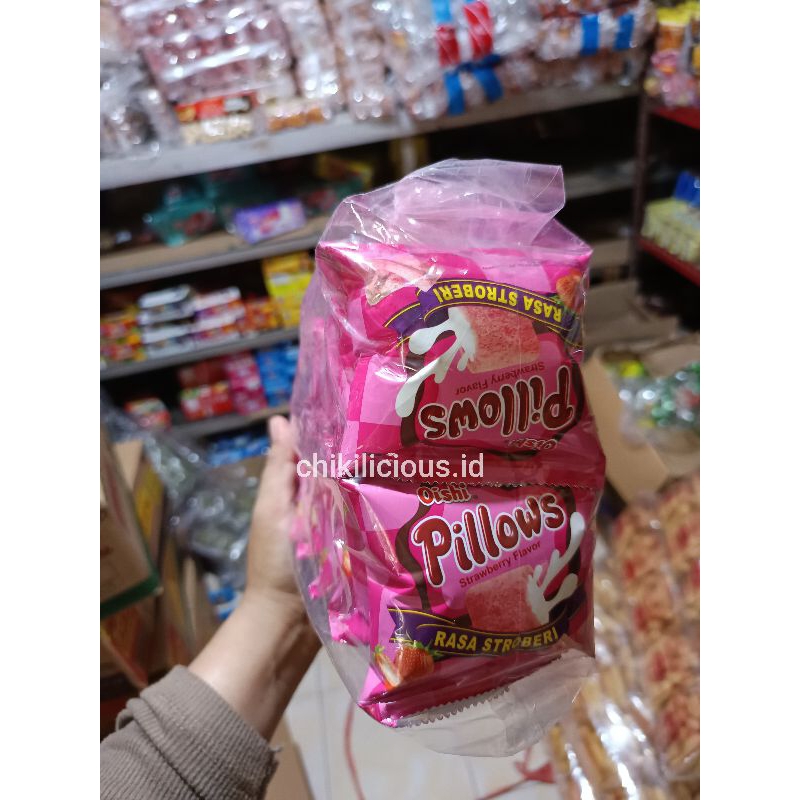 RASA STROBERI
Strawberry Flavor
Pillows
Oishi
chikilicious.id
Oishi
Pillows
Strawberry Flavor
RASA STROBERI